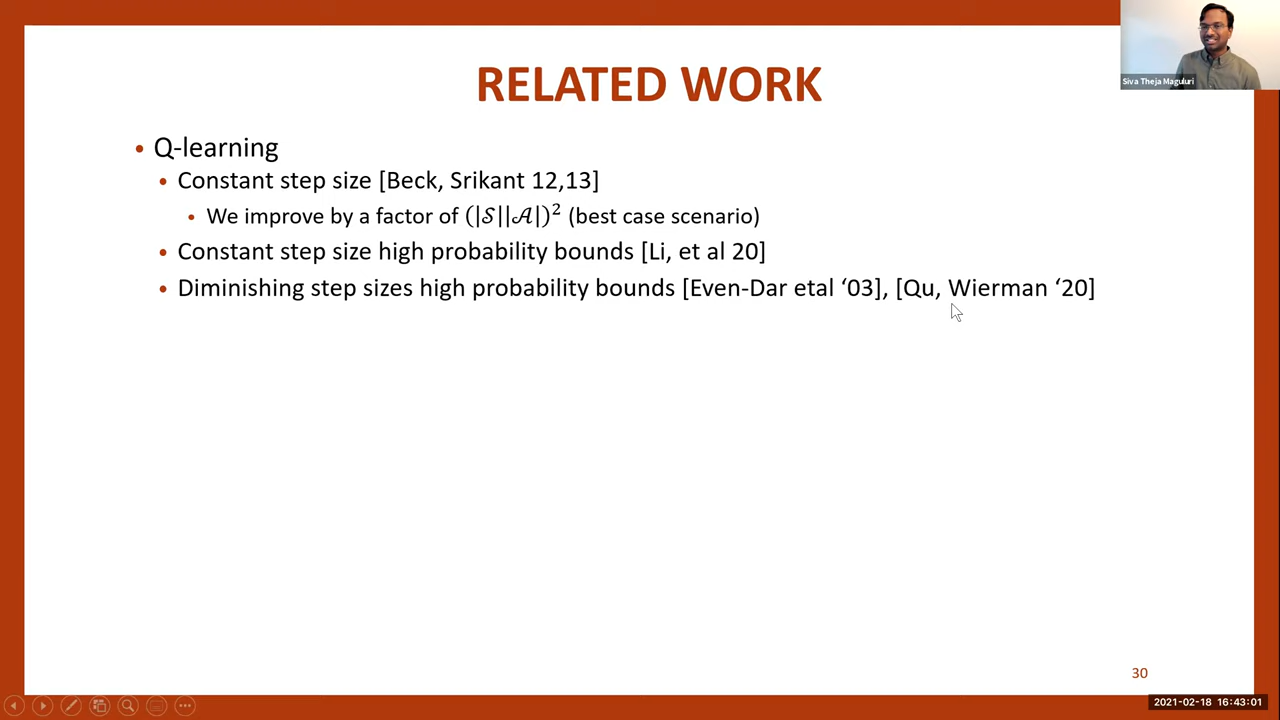 RELATED WORK
Siva Theja Maguluri
• Q-learning
• Constant step size [Beck, Srikant 12,13]
• We improve by a factor of (|𝒮||𝒜|)² (best case scenario)
• Constant step size high probability bounds [Li, et al 20]
• Diminishing step sizes high probability bounds [Even-Dar etal ‘03], [Qu, Wierman ‘20]
30
2021-02-18 16:43:01